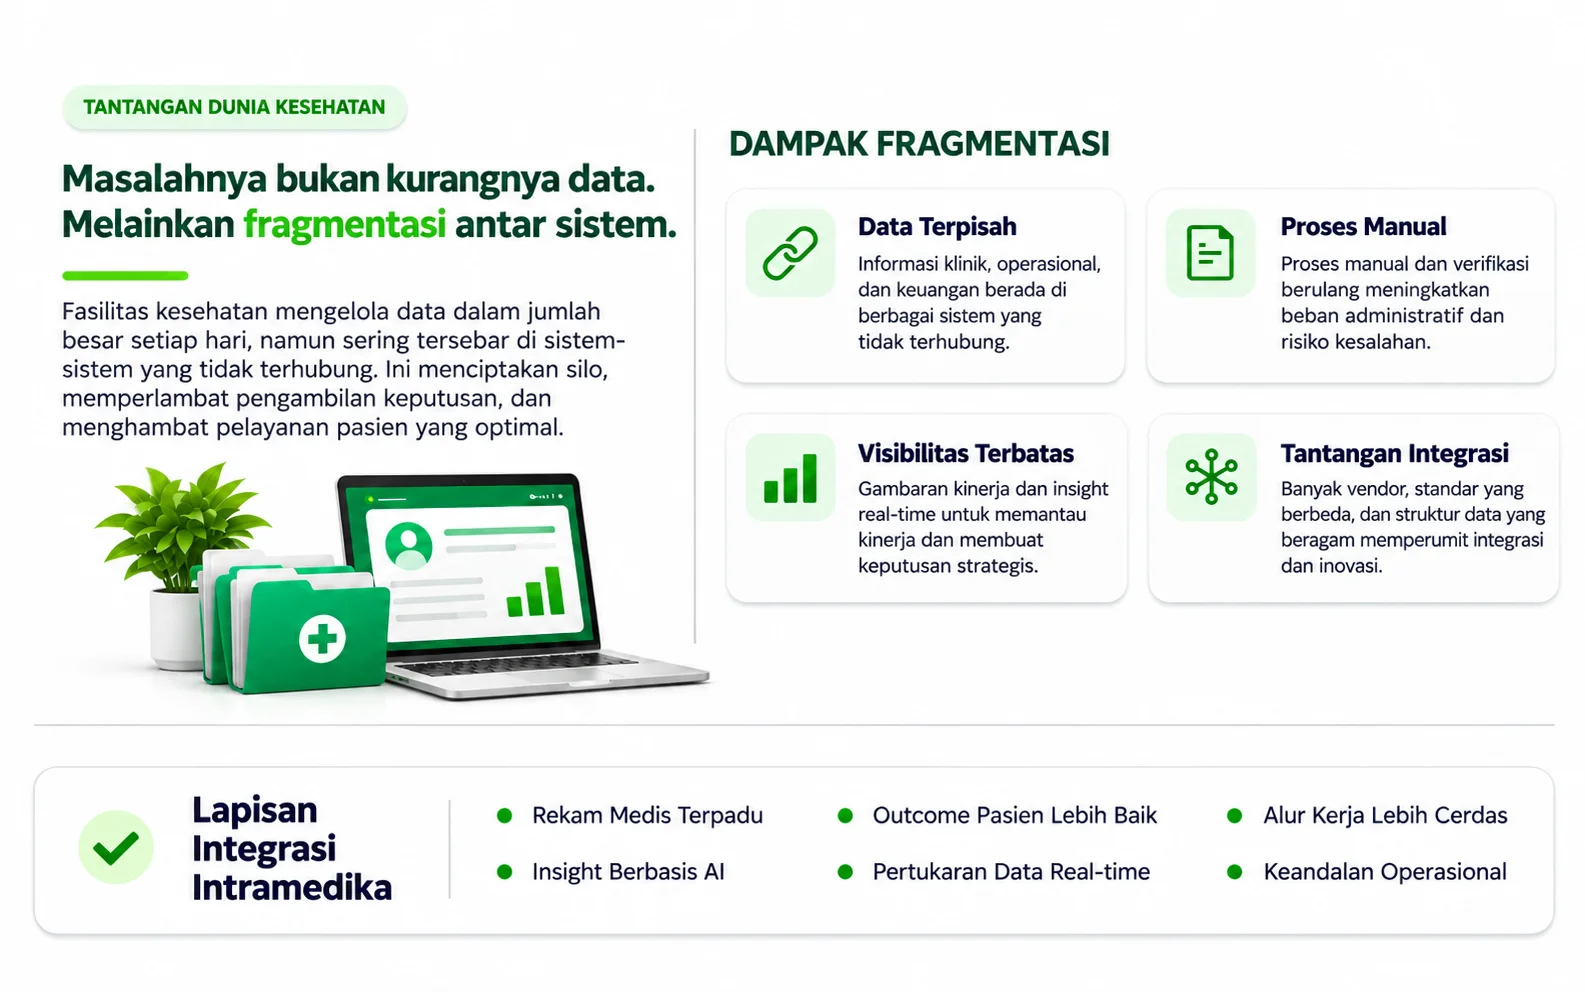 TANTANGAN DUNIA KESEHATAN
Masalahnya bukan kurangnya data.
Melainkan fragmentasi antar sistem.
Fasilitas kesehatan mengelola data dalam jumlah
besar setiap hari, namun sering tersebar di sistem-
sistem yang tidak terhubung. Ini menciptakan silo,
memperlambat pengambilan keputusan, dan
menghambat pelayanan pasien yang optimal.
DAMPAK FRAGMENTASI
Data Terpisah
Informasi klinik, operasional,
dan keuangan berada di
berbagai sistem yang
tidak terhubung.
Proses Manual
Proses manual dan verifikasi
berulang meningkatkan
beban administratif dan
risiko kesalahan.
Visibilitas Terbatas
Gambaran kinerja dan insight
real-time untuk memantau
kinerja dan membuat
keputusan strategis.
Tantangan Integrasi
Banyak vendor, standar yang
berbeda, dan struktur data yang
beragam memperumit integrasi
dan inovasi.
Lapisan
Integrasi
Intramedika
Rekam Medis Terpadu
Outcome Pasien Lebih Baik
Alur Kerja Lebih Cerdas
Insight Berbasis AI
Pertukaran Data Real-time
Keandalan Operasional